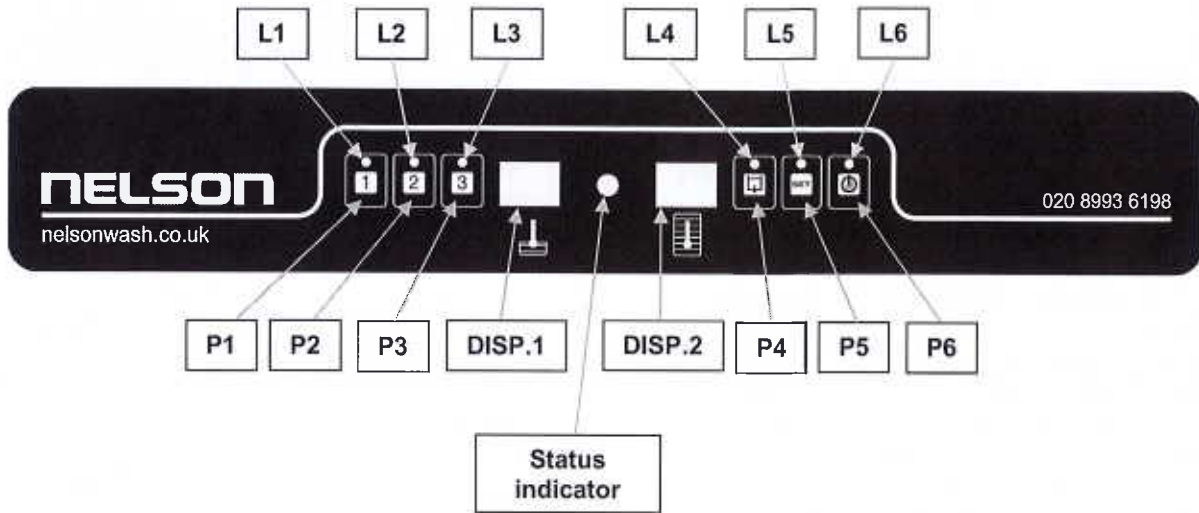 L1 L2 L3 L4 L5 L6
NELSON
1 2 3 SET
020 8993 6198
nelsonwash.co.uk
P1 P2 P3 DISP.1 DISP.2 P4 P5 P6
Status
indicator